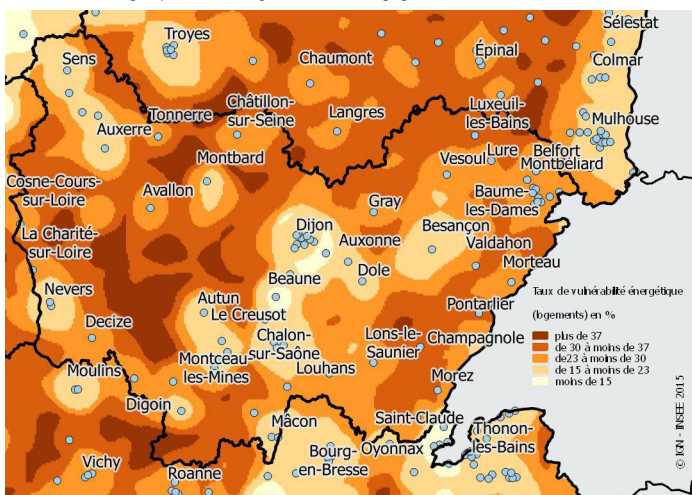 Sélestat
Troyes
Sens
Chaumont
Épinal
Colmar
Tonnerre
Châtillon-
sur-Seine
Langres
Luxeuil-
les-Bains
Mulhouse
Auxerre
Montbard
Vesoul
Lure
Belfort
Montbéliard
Cosne-Cours-
sur-Loire
Avallon
Gray
Baume-
les-Dames
La Charité-
sur-Loire
Dijon
Auxonne
Besançon
Valdahon
Dole
Morteau
Nevers
Beaune
Autun
Le Creusot
Pontarlier
Decize
Chalon-
sur-Saône
Lons-le-
Saunier
Champagnole
Moulins
Montceau-
les-Mines
Louhans
Morez
Digoin
Mâcon
Saint-Claude
Thonon-
les-Bains
Vichy
Roanne
Bourg-
en-Bresse
Oyonnax
Taux de vulnérabilité énergétique
(logements) en %
plus de 37
de 30 à moins de 37
de23 à moins de 30
de 15 à moins de 23
moins de 15
© IGN - INSEE 2015